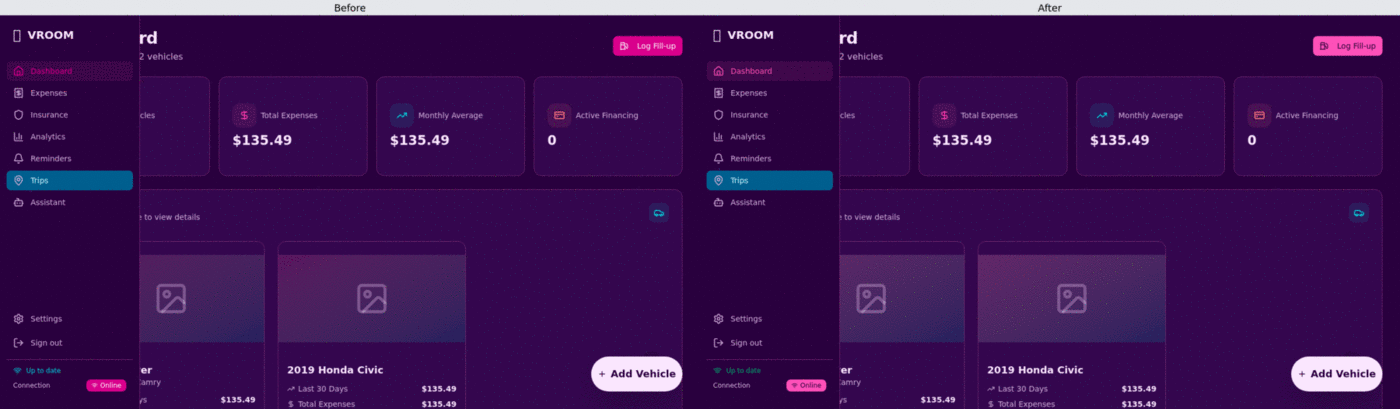 Before
After
VROOM
rd
2 vehicles
Log Fill-up
Dashboard
Expenses
Insurance
Analytics
Reminders
Trips
Assistant
Settings
Sign out
Up to date
Connection
Online
cles
Total Expenses
$135.49
Monthly Average
$135.49
Active Financing
0
e to view details
er
Camry
ys
$135.49
2019 Honda Civic
Last 30 Days
$135.49
Total Expenses
$135.49
+ Add Vehicle
VROOM
rd
2 vehicles
Log Fill-up
Dashboard
Expenses
Insurance
Analytics
Reminders
Trips
Assistant
Settings
Sign out
Up to date
Connection
Online
cles
Total Expenses
$135.49
Monthly Average
$135.49
Active Financing
0
e to view details
er
Camry
ys
$135.49
2019 Honda Civic
Last 30 Days
$135.49
Total Expenses
$135.49
+ Add Vehicle